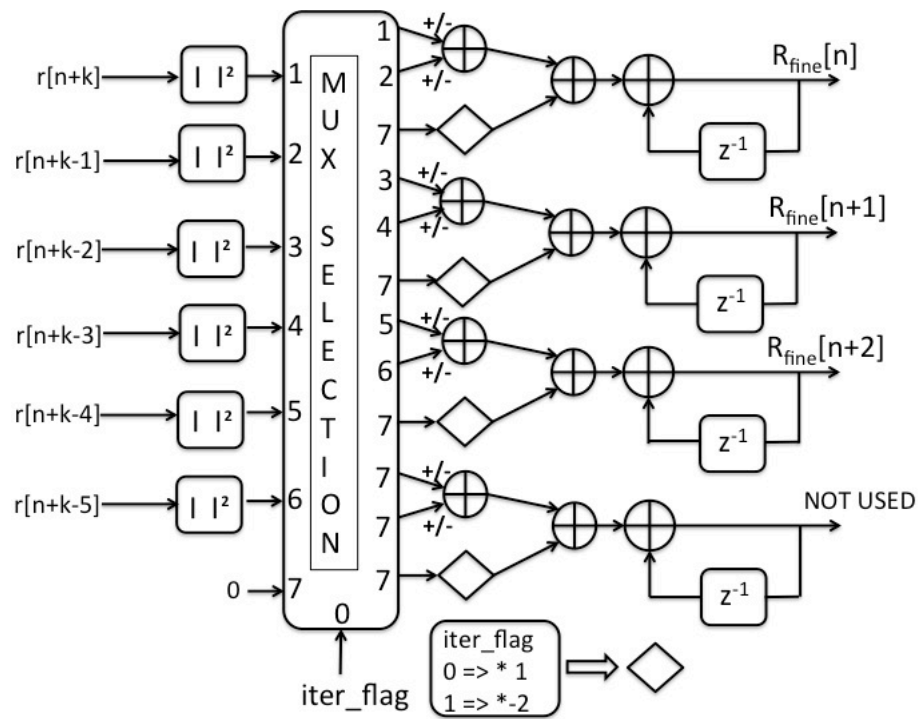 r[n+k]
| |²
1
r[n+k-1]
| |²
2
r[n+k-2]
| |²
3
r[n+k-3]
| |²
4
r[n+k-4]
| |²
5
r[n+k-5]
| |²
6
0
7
MUX SELECTION
0
iter_flag
1
+/-
2
+/-
7
R_fine[n]
z⁻¹
3
+/-
4
+/-
7
R_fine[n+1]
z⁻¹
5
+/-
6
+/-
7
R_fine[n+2]
z⁻¹
7
+/-
7
+/-
7
NOT USED
z⁻¹
iter_flag
0 => * 1
1 => *-2